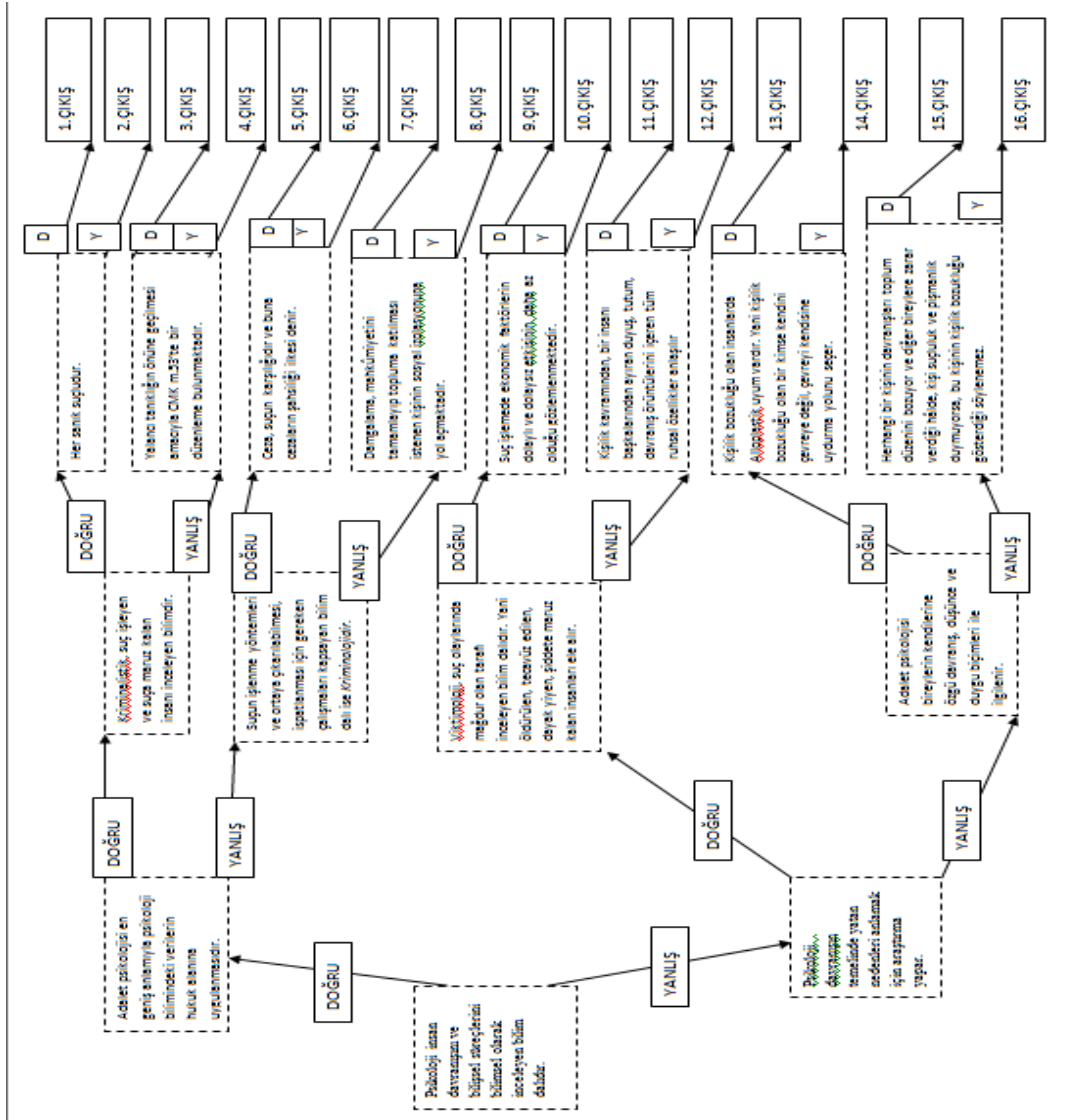 Psikoloji insan
davranışını ve
bilişsel süreçlerini
bilimsel olarak
inceleyen bilim
dalıdır.
DOĞRU
YANLIŞ
Adalet psikolojisi en
geniş anlamıyla psikoloji
bilimindeki verilerin
hukuk alanına
uygulanmasıdır.
DOĞRU
YANLIŞ
Psikoloji,
davranışın
temelinde yatan
nedenleri anlamak
için araştırma
yapar.
DOĞRU
YANLIŞ
Kriminalistik, suç işleyen
ve suça maruz kalan
insanı inceleyen bilimdir.
DOĞRU
YANLIŞ
Suçun işlenme yöntemleri
ve ortaya çıkarılabilmesi,
ispatlanması için gereken
çalışmaları kapsayan bilim
dalı ise Kriminolojidir.
DOĞRU
YANLIŞ
Viktimoloji, suç olaylarında
mağdur olan tarafı
inceleyen bilim dalıdır. Yani
öldürülen, tecavüz edilen,
dayak yiyen, şiddete maruz
kalan insanları ele alır.
DOĞRU
YANLIŞ
Adalet psikolojisi
bireylerin kendilerine
özgü davranış, düşünce ve
duygu biçimleri ile
ilgilenir.
DOĞRU
YANLIŞ
Her sanık suçludur.
D
Y
Yalancı tanıklığın önüne geçilmesi
amacıyla CMK m.53'te bir
düzenleme bulunmaktadır.
D
Y
Ceza, suçun karşılığıdır ve buna
cezaların şahsiliği ilkesi denir.
D
Y
Damgalama, mahkûmiyetini
tamamlayıp topluma katılması
istenen kişinin sosyal izolasyonuna
yol açmaktadır.
D
Y
Suç işlemede ekonomik faktörlerin
dolaylı ve dolaysız etkisinin daha az
olduğu gözlemlenmektedir.
D
Y
Kişilik kavramından, bir insanı
başkalarından ayıran duyuş, tutum,
davranış örüntülerini içeren tüm
ruhsal özellikler anlaşılır
D
Y
Kişilik bozukluğu olan insanlarda
Alloplastik uyum vardır. Yani kişilik
bozukluğu olan bir kimse kendini
çevreye değil, çevreyi kendisine
uydurma yolunu seçer.
D
Y
Herhangi bir kişinin davranışları toplum
düzenini bozuyor ve diğer bireylere zarar
verdiği hâlde, kişi suçluluk ve pişmanlık
duymuyorsa, bu kişinin kişilik bozukluğu
gösterdiği söylenemez.
D
Y
1.ÇIKIŞ
2.ÇIKIŞ
3.ÇIKIŞ
4.ÇIKIŞ
5.ÇIKIŞ
6.ÇIKIŞ
7.ÇIKIŞ
8.ÇIKIŞ
9.ÇIKIŞ
10.ÇIKIŞ
11.ÇIKIŞ
12.ÇIKIŞ
13.ÇIKIŞ
14.ÇIKIŞ
15.ÇIKIŞ
16.ÇIKIŞ